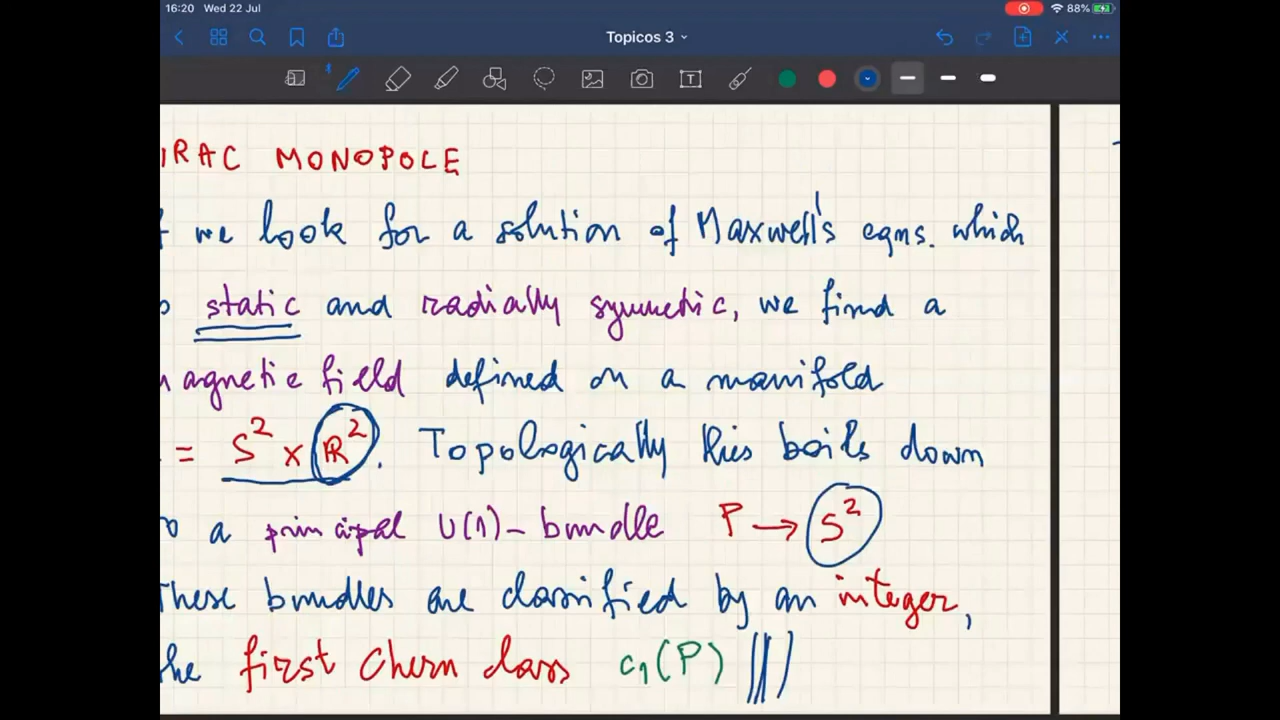 16:20 Wed 22 Jul
88%
Topicos 3
T
IRAC MONOPOLE
we look for a solution of Maxwell's eqns. which
static and radially symmetric, we find a
agnetic field defined on a manifold
= S² × ℝ². Topologically this boils down
o a principal U(1)-bundle P → S²
These bundles are classified by an integer,
he first Chern class c₁(P)